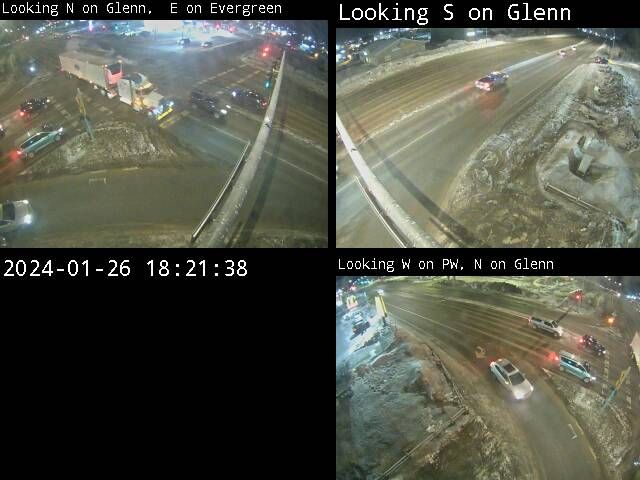 Looking N on Glenn,  E on Evergreen
Looking S on Glenn
2024-01-26 18:21:38
Looking W on PW, N on Glenn